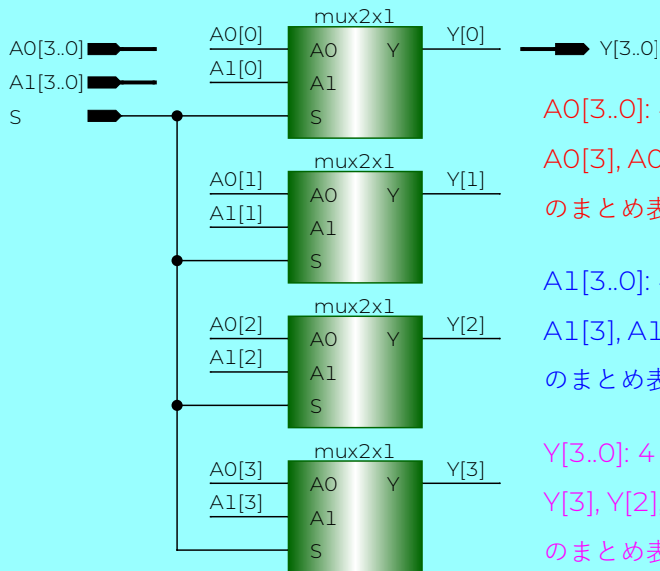 mux2x1
A0[3..0]
A0[0]
A0
Y
Y[0]
Y[3..0]
A1[3..0]
A1[0]
A1
S
S
A0[3..0]:
A0[3], A0
のまとめ表
mux2x1
A0[1]
A0
Y
Y[1]
A1[1]
A1
S
A1[3..0]:
A1[3], A1
のまとめ表
mux2x1
A0[2]
A0
Y
Y[2]
A1[2]
A1
S
Y[3..0]: 4
Y[3], Y[2]
のまとめ表
mux2x1
A0[3]
A0
Y
Y[3]
A1[3]
A1
S